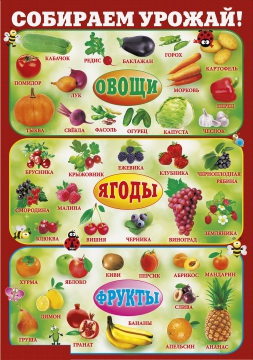 СОБИРАЕМ УРОЖАЙ!
КАБАЧОК
РЕДИС
БАКЛАЖАН
ГОРОХ
КАРТОФЕЛЬ
ПОМИДОР
ЛУК
ОВОЩИ
МОРКОВЬ
ПЕРЕЦ
ТЫКВА
СВЁКЛА
ФАСОЛЬ
ОГУРЕЦ
КАПУСТА
ЧЕСНОК
БРУСНИКА
КРЫЖОВНИК
ЕЖЕВИКА
КЛУБНИКА
ЧЕРНОПЛОДНАЯ
РЯБИНА
СМОРОДИНА
МАЛИНА
ЯГОДЫ
ЗЕМЛЯНИКА
КЛЮКВА
ВИШНЯ
ЧЕРНИКА
ВИНОГРАД
ХУРМА
ЯБЛОКО
КИВИ
ПЕРСИК
АБРИКОС
МАНДАРИН
ЛИМОН
ФРУКТЫ
СЛИВА
ГРУША
ГРАНАТ
БАНАНЫ
АПЕЛЬСИН
АНАНАС